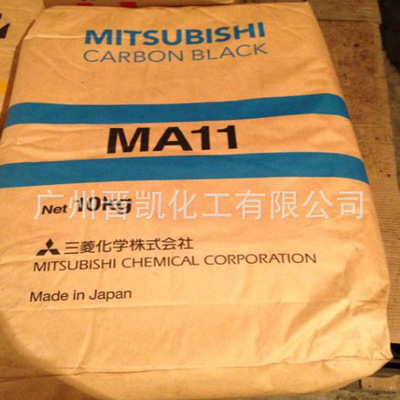 MITSUBISHI
CARBON BLACK
MA11
Net 10kg
广州晋凯化工有限公司
三菱化学株式会社
MITSUBISHI CHEMICAL CORPORATION
Made in Japan